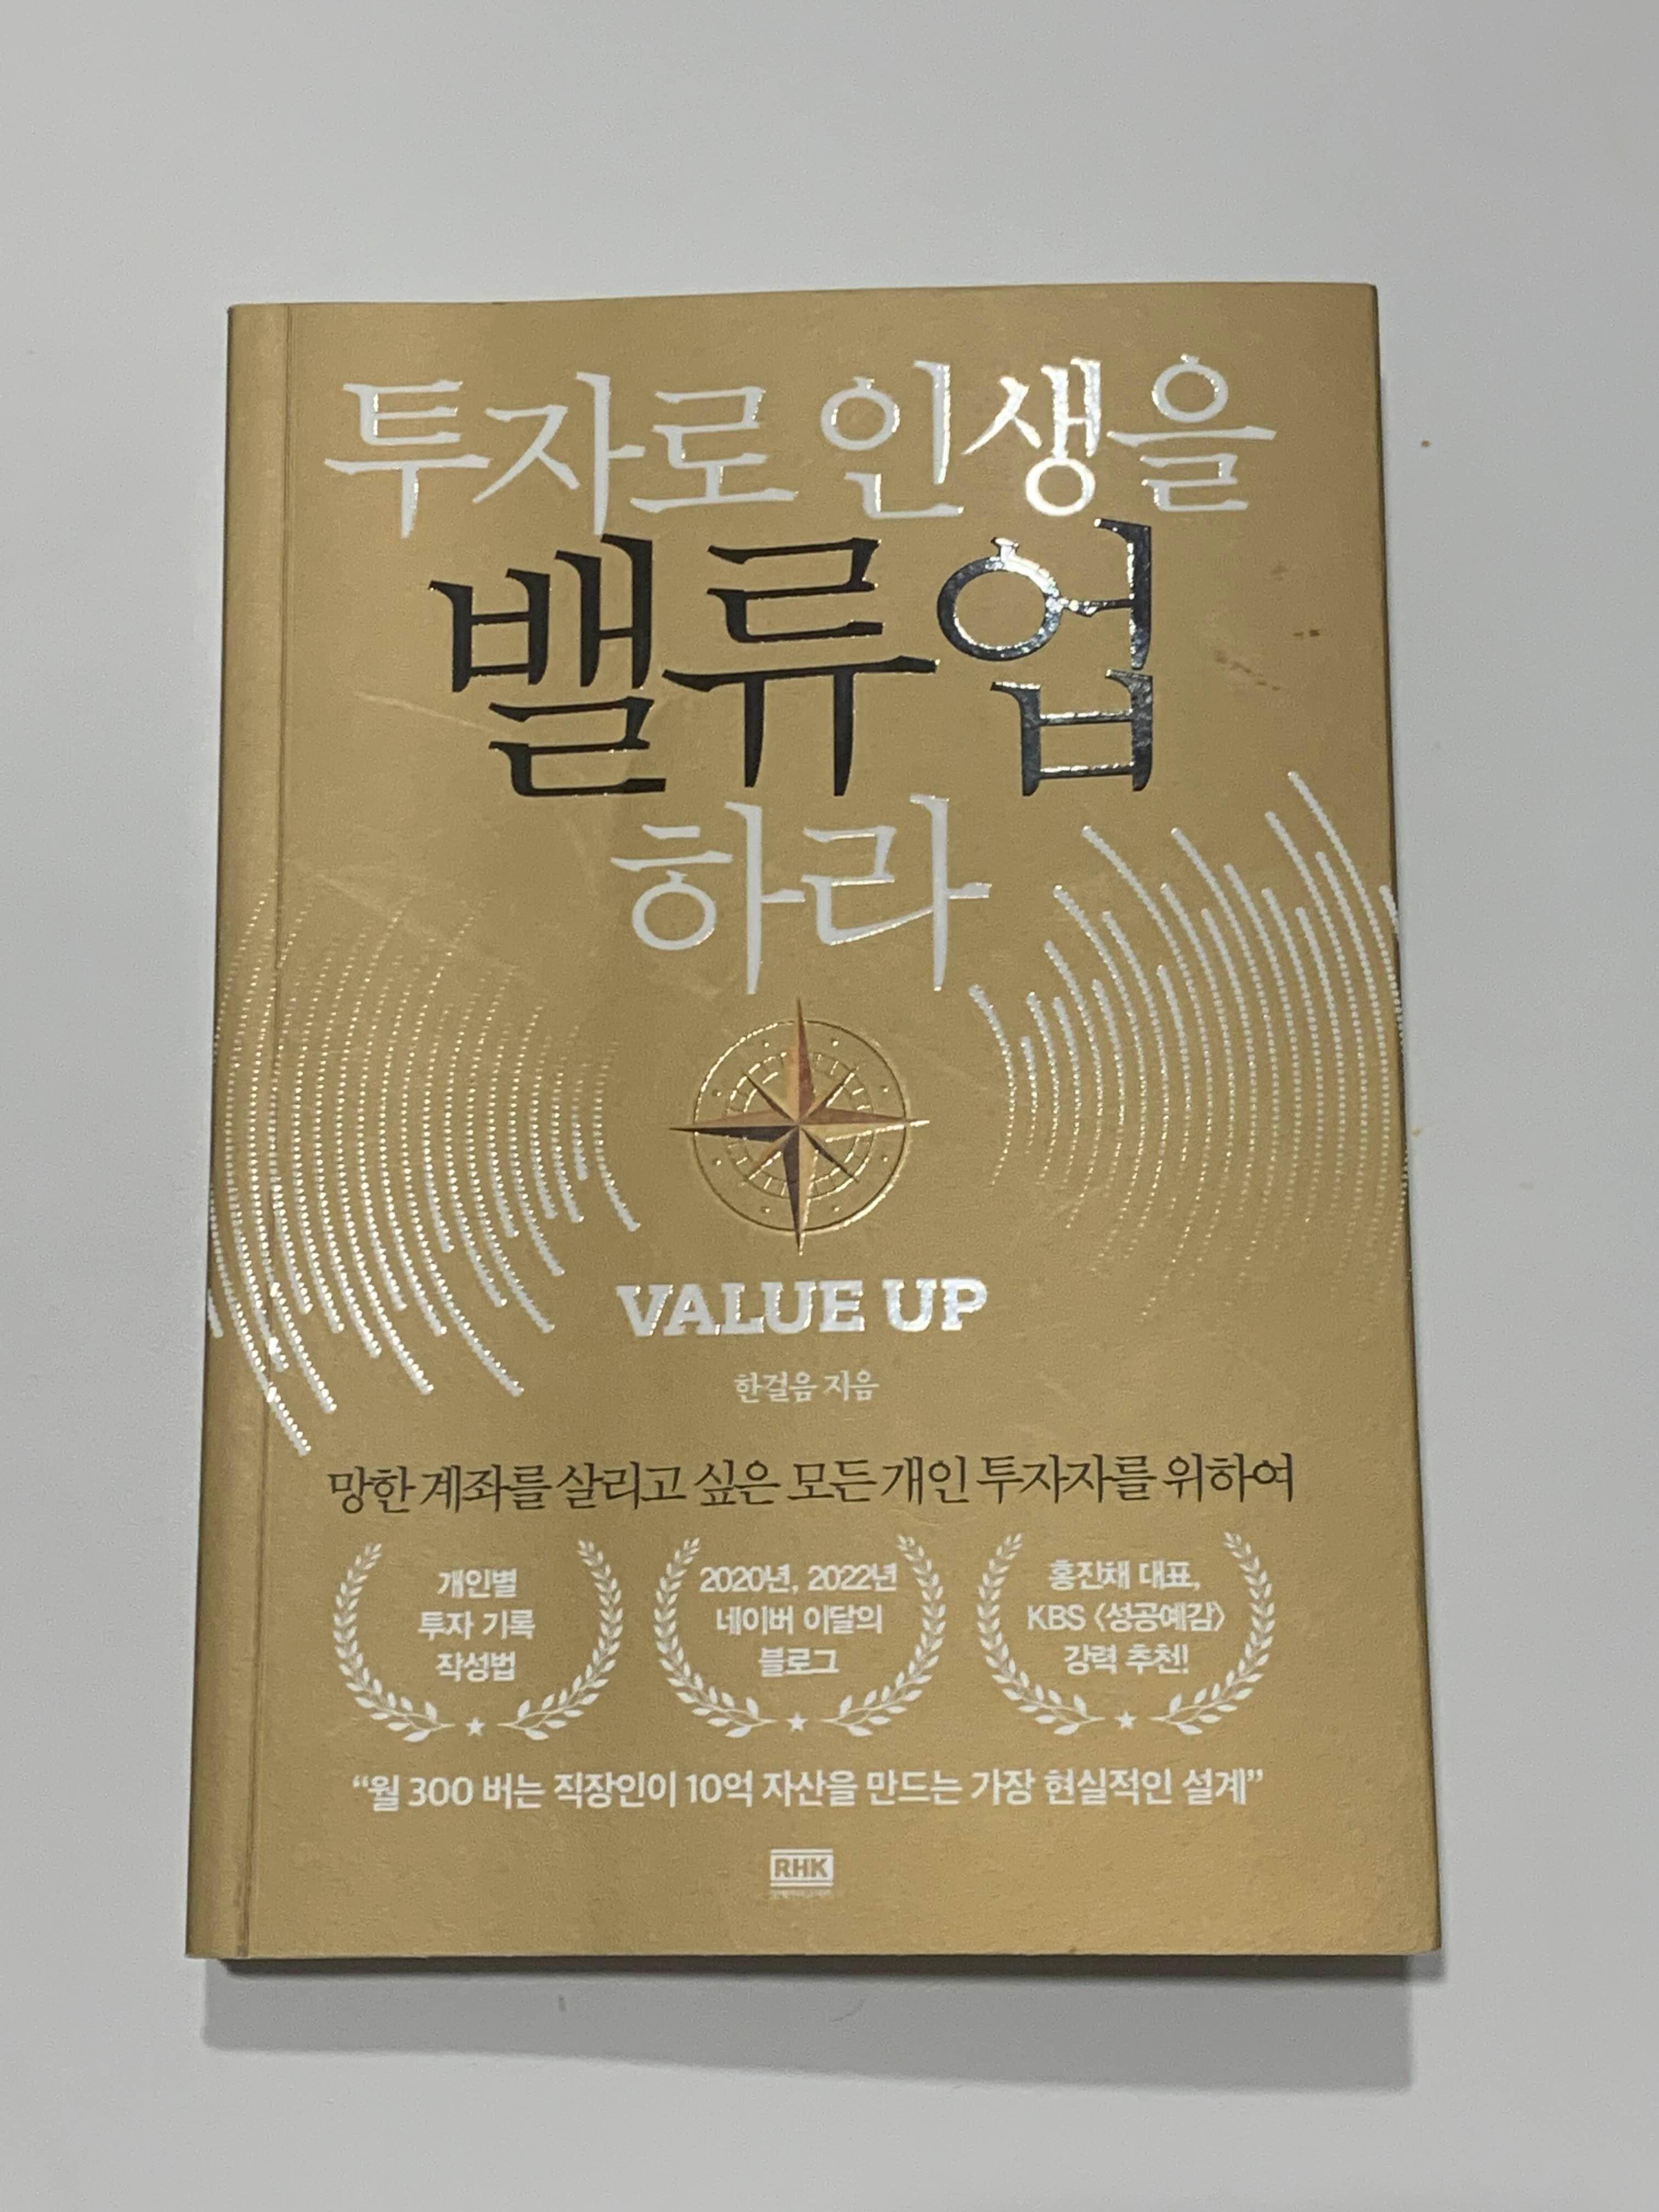 투자로 인생을
밸류업
하라
VALUE UP
한걸음 지음
망한 계좌를 살리고 싶은 모든 개인 투자자를 위하여
개인별
투자 기록
작성법
2020년, 2022년
네이버 이달의
블로그
홍진채 대표,
KBS 〈성공예감〉
강력 추천!
“월 300 버는 직장인이 10억 자산을 만드는 가장 현실적인 설계”
RHK